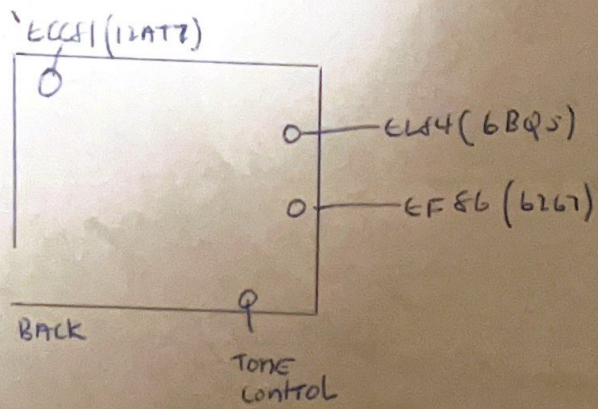 'ECC81 (12AT7)
EL84 (6BQ5)
EF86 (6267)
BACK
TONE
CONTROL